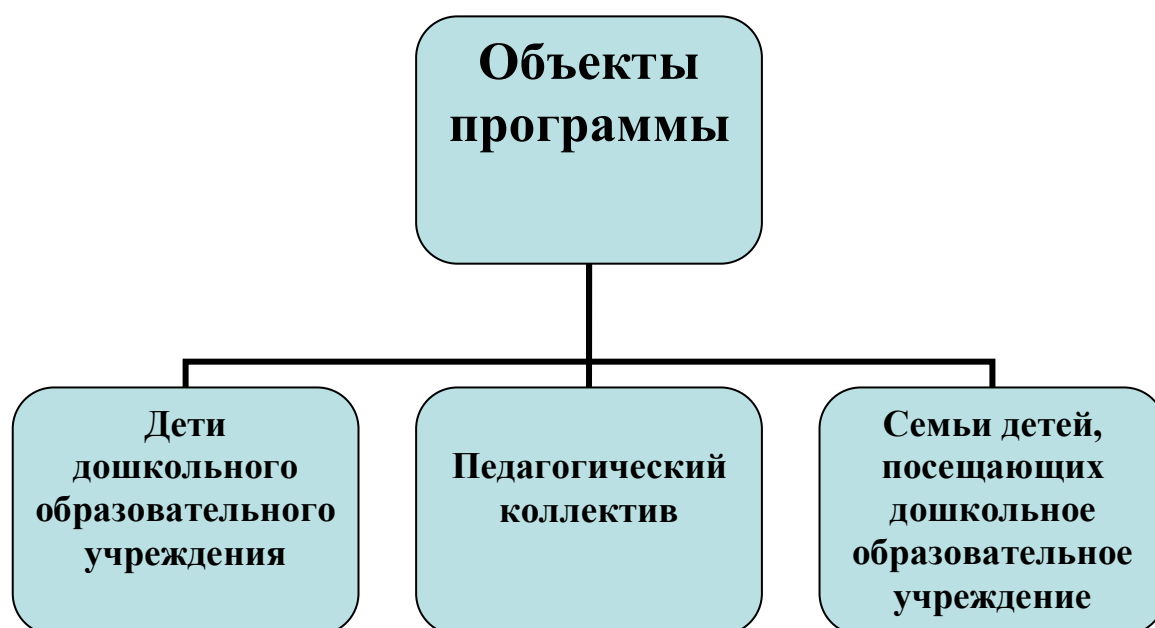 Объекты
программы
Дети
дошкольного
образовательного
учреждения
Педагогический
коллектив
Семьи детей,
посещающих
дошкольное
образовательное
учреждение